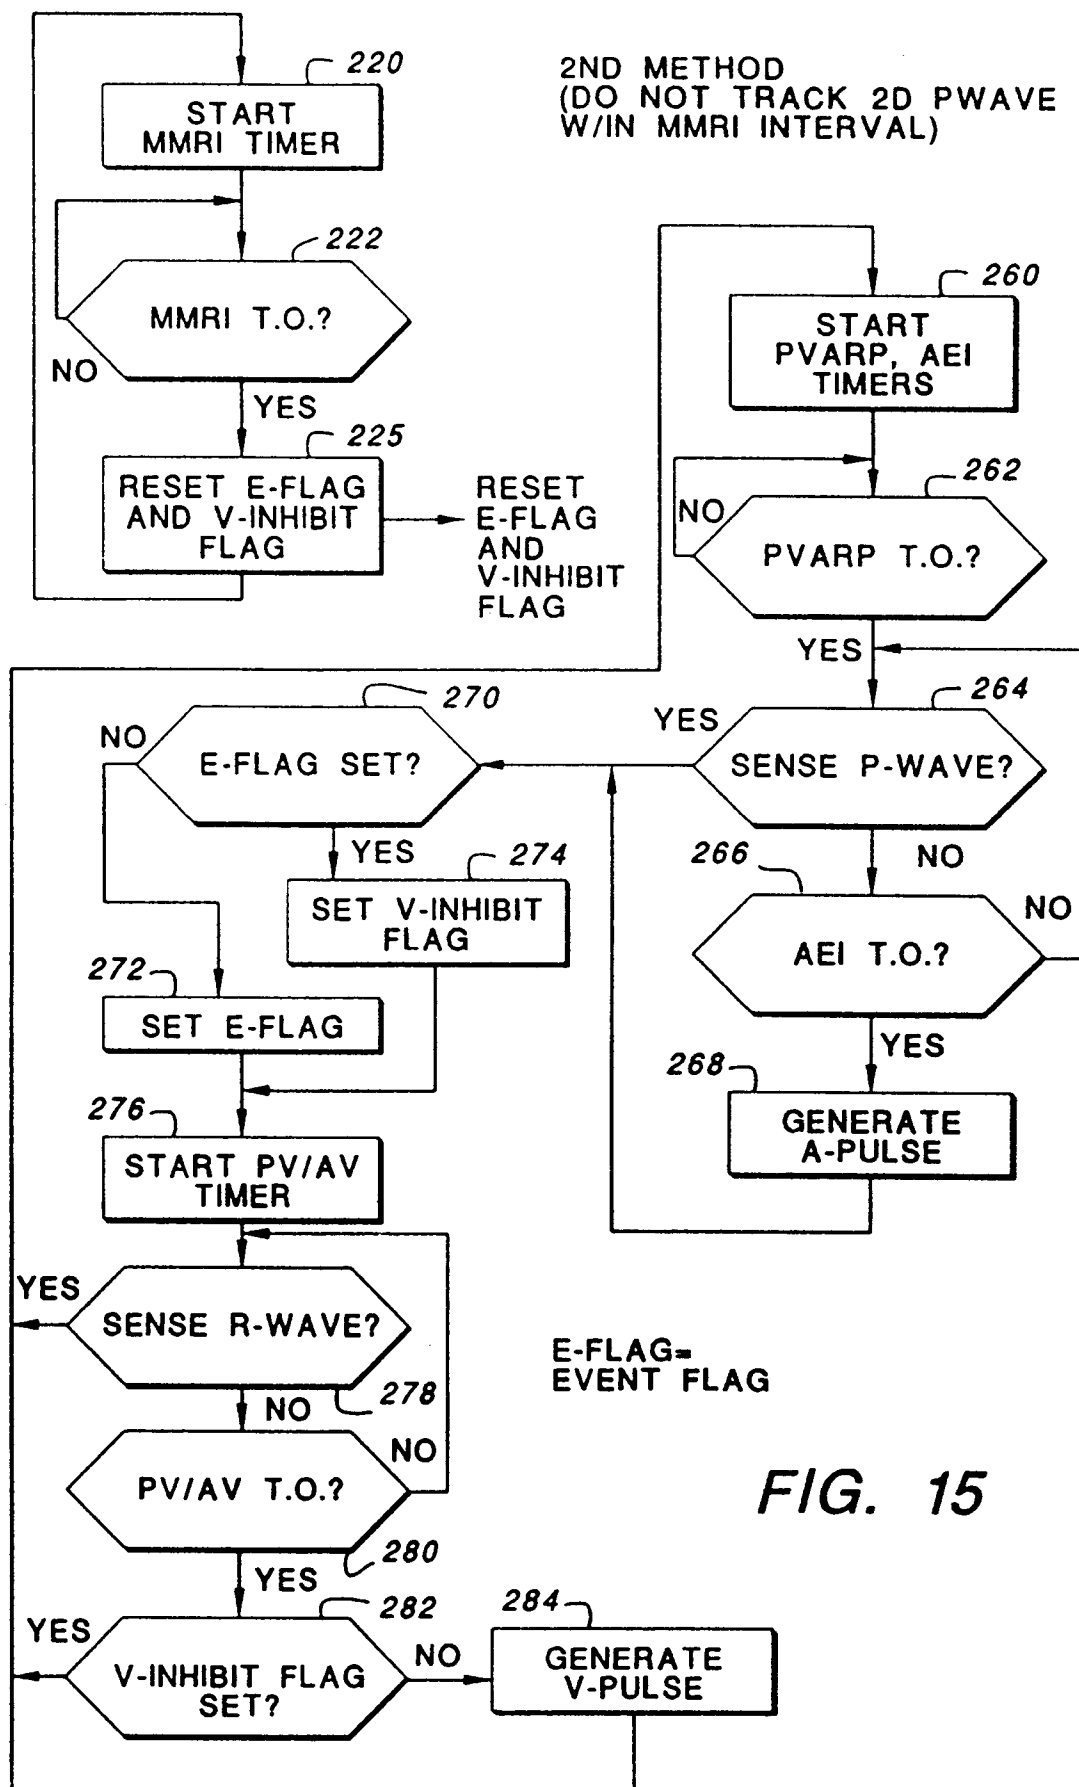 220
START
MMRI TIMER
2ND METHOD
(DO NOT TRACK 2D PWAVE
W/IN MMRI INTERVAL)
222
MMRI T.O.?
NO
YES
225
RESET E-FLAG
AND V-INHIBIT
FLAG
RESET
E-FLAG
AND
V-INHIBIT
FLAG
260
START
PVARP, AEI
TIMERS
262
NO
PVARP T.O.?
YES
264
YES
SENSE P-WAVE?
NO
266
AEI T.O.?
NO
YES
268
GENERATE
A-PULSE
270
NO
E-FLAG SET?
YES
274
SET V-INHIBIT
FLAG
272
SET E-FLAG
276
START PV/AV
TIMER
YES
SENSE R-WAVE?
278
NO
NO
PV/AV T.O.?
280
YES
282
YES
V-INHIBIT FLAG
SET?
NO
284
GENERATE
V-PULSE
E-FLAG=
EVENT FLAG
FIG. 15